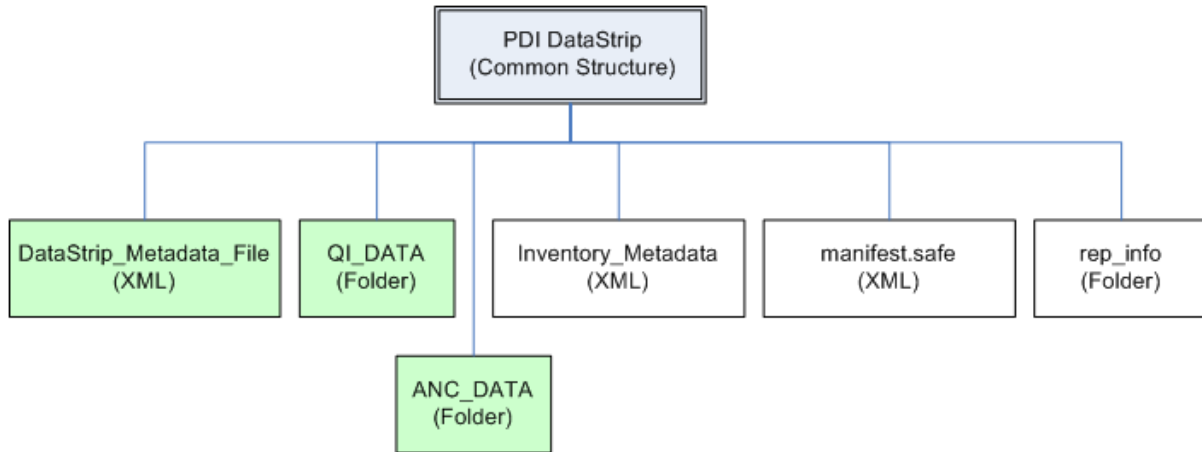 PDI DataStrip
(Common Structure)
DataStrip_Metadata_File
(XML)
QI_DATA
(Folder)
Inventory_Metadata
(XML)
manifest.safe
(XML)
rep_info
(Folder)
ANC_DATA
(Folder)